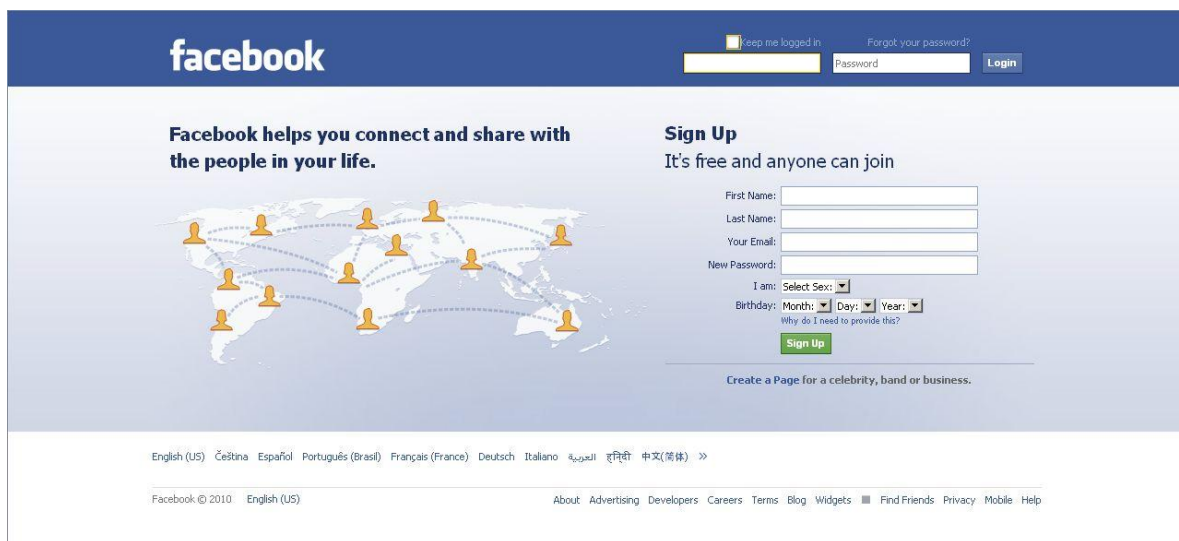 facebook
Keep me logged in Forgot your password?
Password Login
Facebook helps you connect and share with
the people in your life.
Sign Up
It's free and anyone can join
First Name:
Last Name:
Your Email:
New Password:
I am: Select Sex:
Birthday: Month: Day: Year:
Why do I need to provide this?
Sign Up
Create a Page for a celebrity, band or business.
English (US) Čeština Español Português (Brasil) Français (France) Deutsch Italiano العربية हिन्दी 中文(简体) »
Facebook © 2010 English (US) About Advertising Developers Careers Terms Blog Widgets Find Friends Privacy Mobile Help